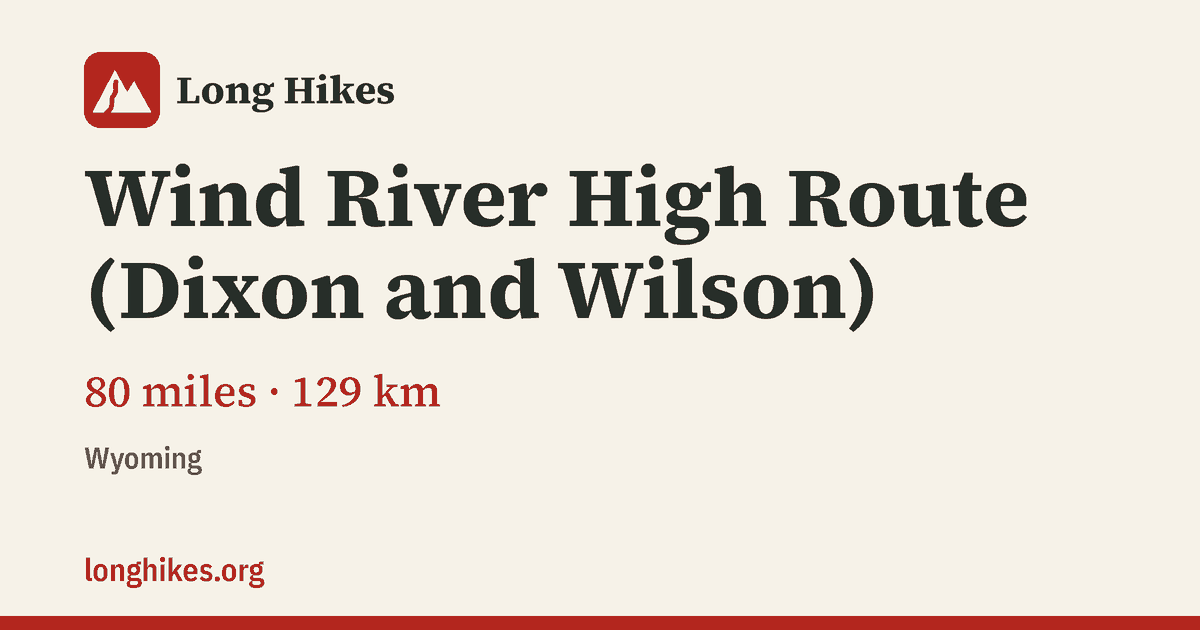 Long Hikes
Wind River High Route
(Dixon and Wilson)
80 miles · 129 km
Wyoming
longhikes.org